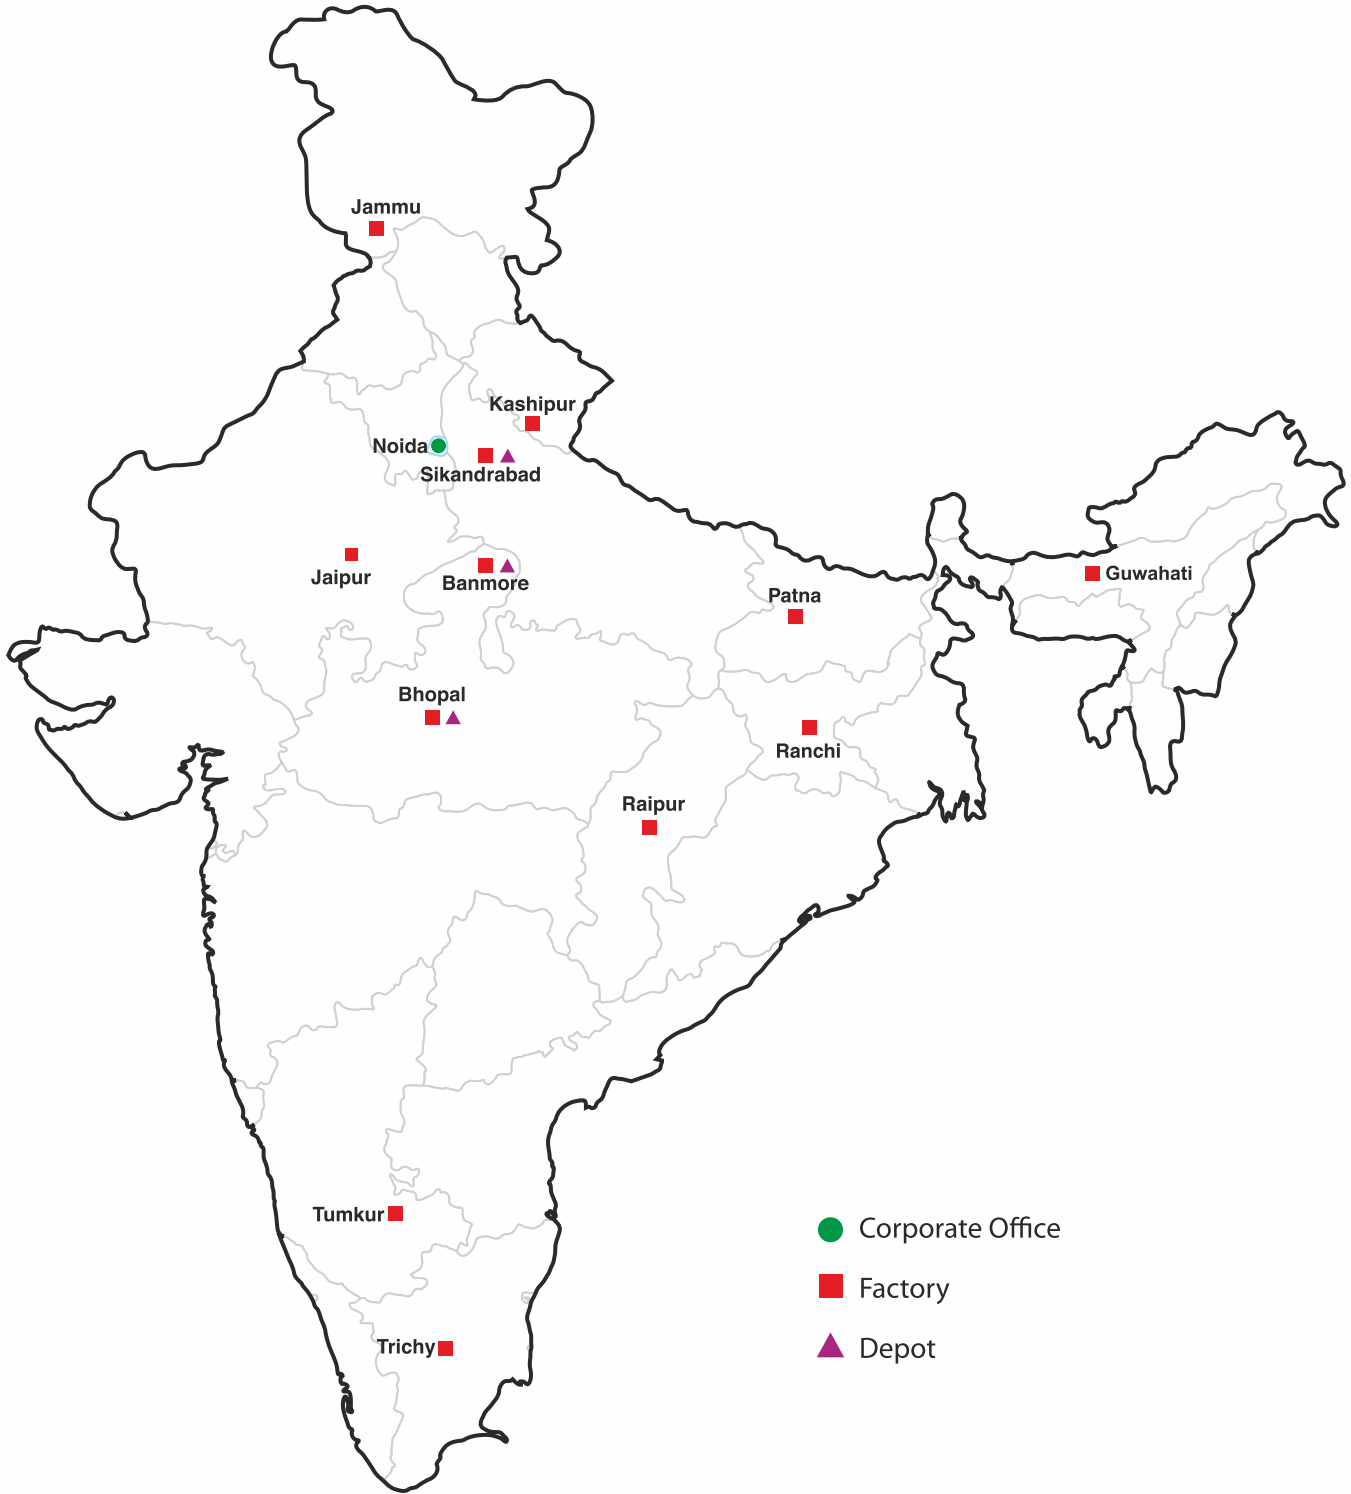 Jammu
Kashipur
Noida
Sikandrabad
Jaipur
Banmore
Guwahati
Patna
Bhopal
Ranchi
Raipur
Tumkur
Trichy
Corporate Office
Factory
Depot